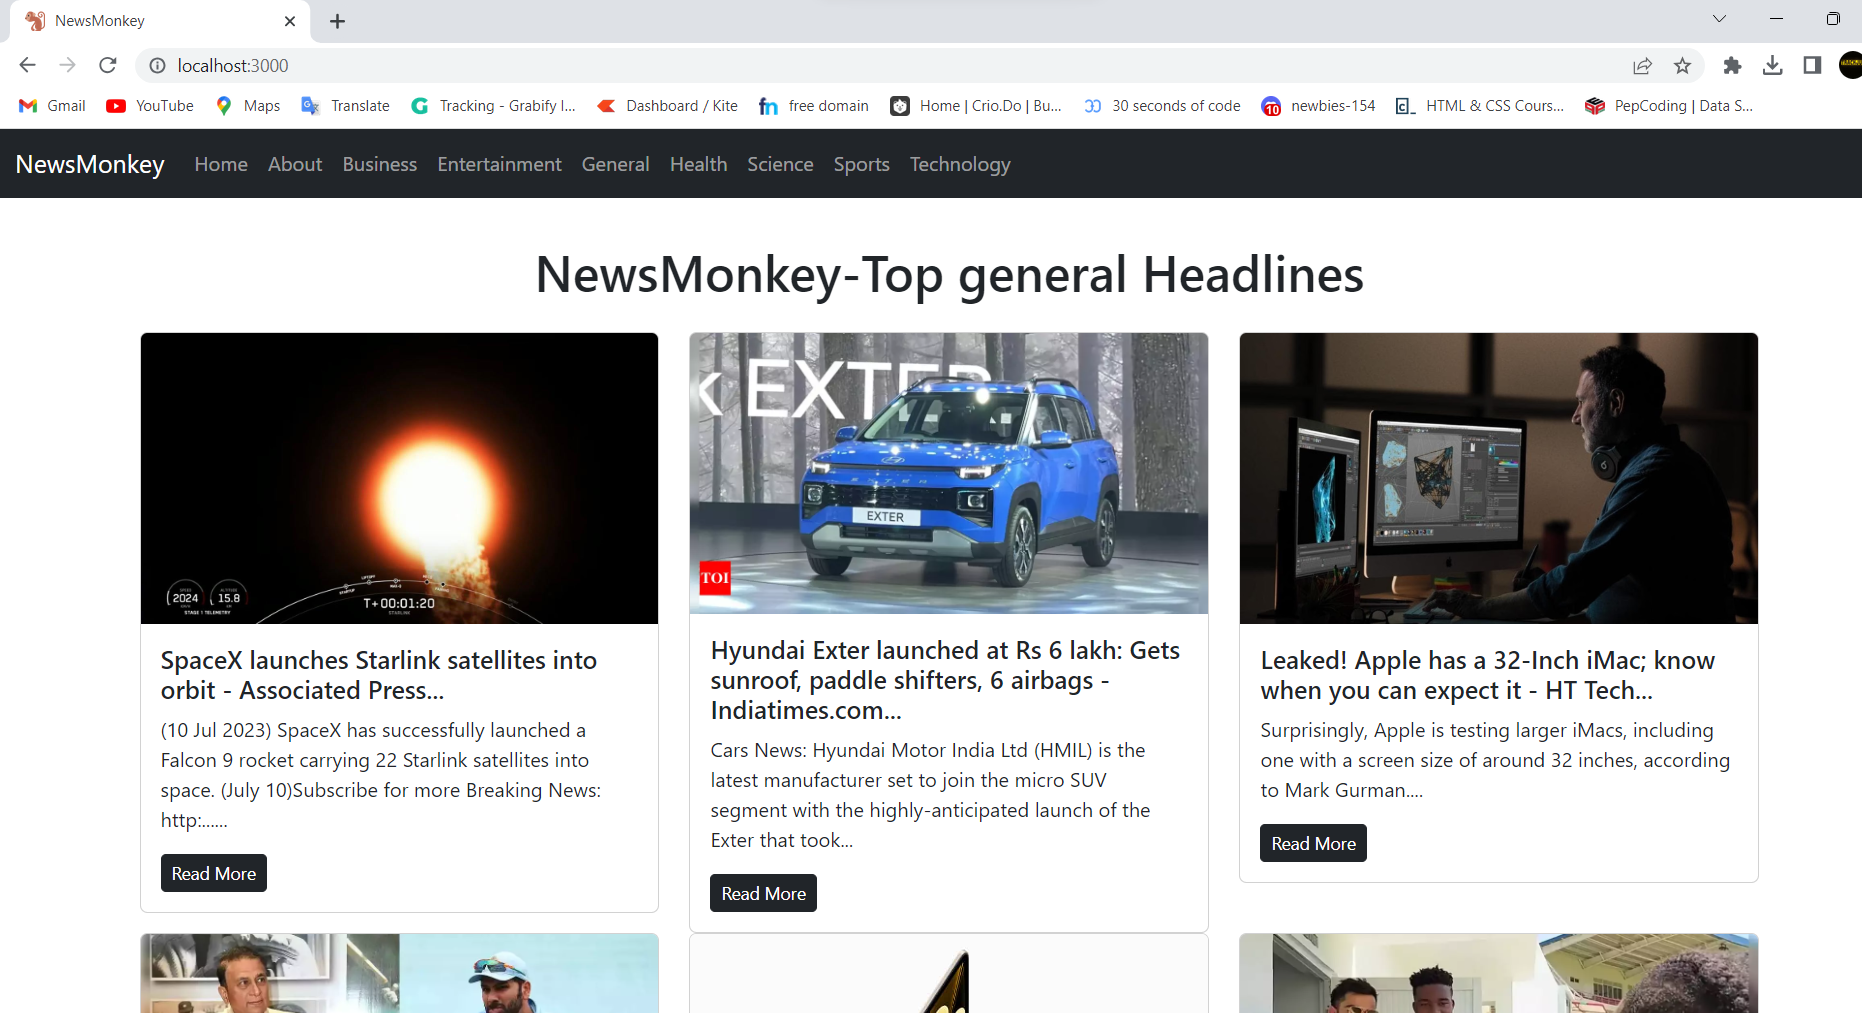 NewsMonkey
localhost:3000
Gmail YouTube Maps Translate Tracking - Grabify I... Dashboard / Kite free domain Home | Crio.Do | Bu... 30 seconds of code newbies-154 HTML & CSS Cours... PepCoding | Data S...
NewsMonkey Home About Business Entertainment General Health Science Sports Technology
NewsMonkey-Top general Headlines
2024 15.8
STAGE 1 TELEMETRY
T+00:01:20
STARLINK
SpaceX launches Starlink satellites into
orbit - Associated Press...
(10 Jul 2023) SpaceX has successfully launched a
Falcon 9 rocket carrying 22 Starlink satellites into
space. (July 10)Subscribe for more Breaking News:
http:......
Read More
EXTER
EXTER
TOI
Hyundai Exter launched at Rs 6 lakh: Gets
sunroof, paddle shifters, 6 airbags -
Indiatimes.com...
Cars News: Hyundai Motor India Ltd (HMIL) is the
latest manufacturer set to join the micro SUV
segment with the highly-anticipated launch of the
Exter that took...
Read More
Leaked! Apple has a 32-Inch iMac; know
when you can expect it - HT Tech...
Surprisingly, Apple is testing larger iMacs, including
one with a screen size of around 32 inches, according
to Mark Gurman....
Read More